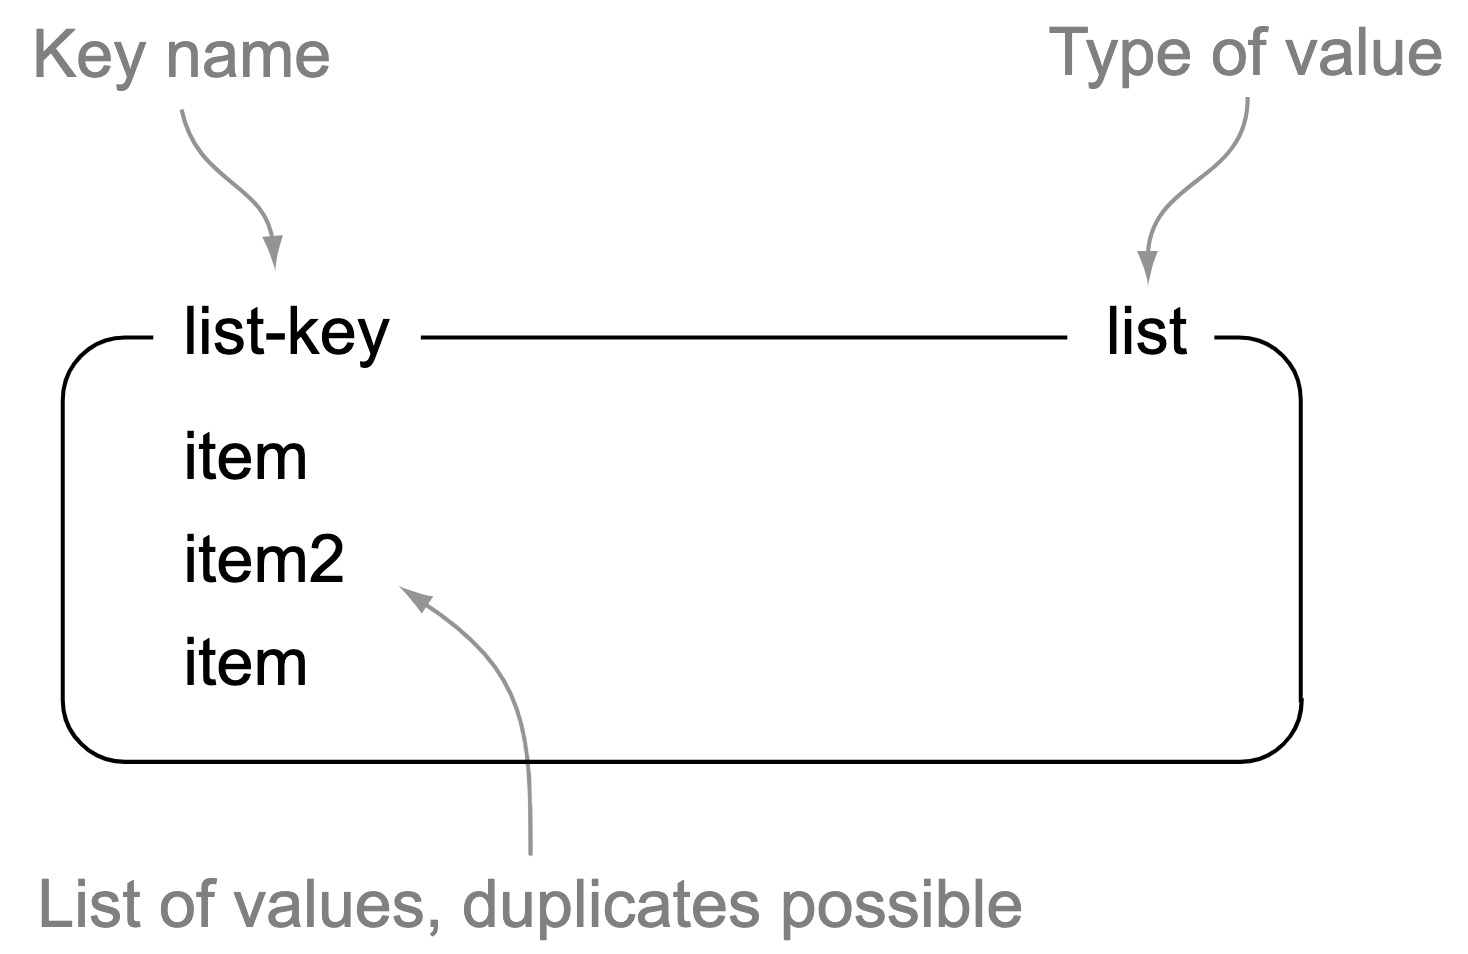 Key name
Type of value
list-key
list
item
item2
item
List of values, duplicates possible